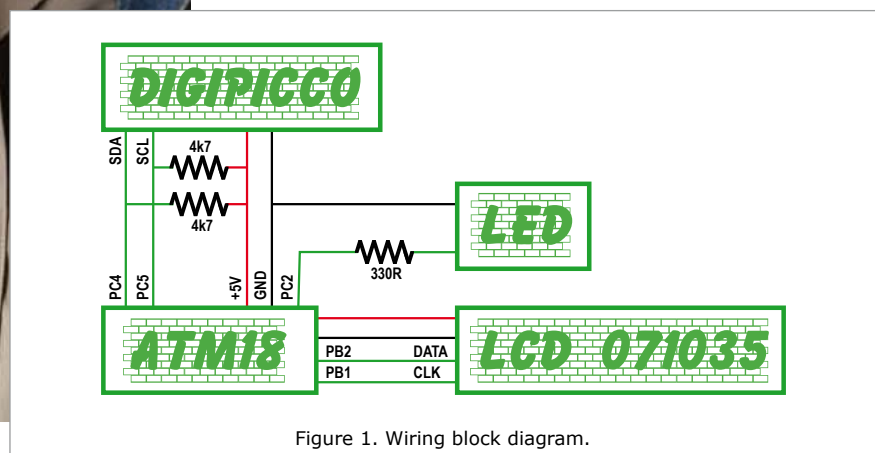 DIGIPICCO
SDA
SCL
4k7
4k7
LED
330R
PC4
PC5
+5V
GND
PC2
ATM18
PB2
DATA
PB1
CLK
LCD 071035
Figure 1. Wiring block diagram.